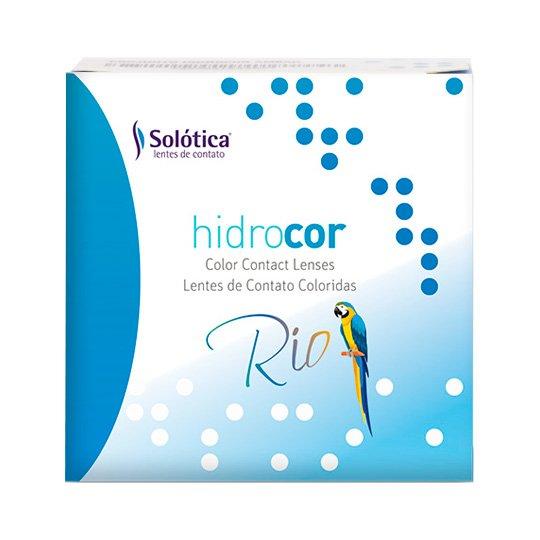 Solótica
lentes de contato
hidrocor
Color Contact Lenses
Lentes de Contato Coloridas
Rio